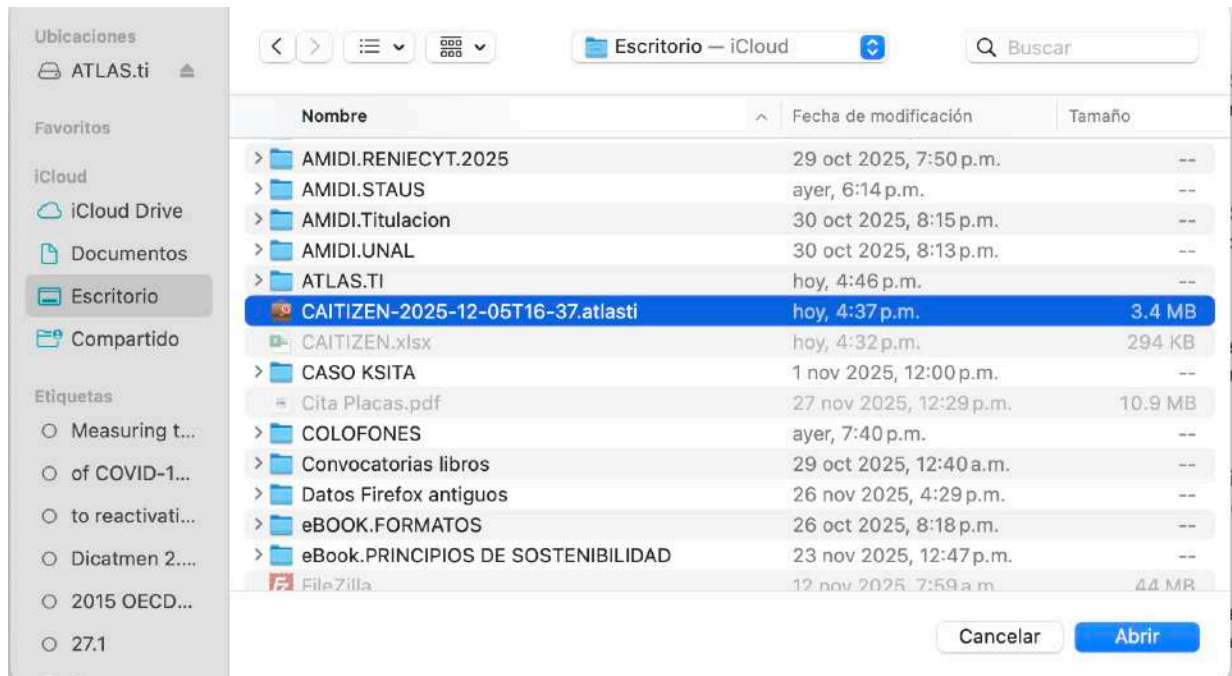 Ubicaciones
ATLAS.ti
Favoritos
iCloud
iCloud Drive
Documentos
Escritorio
Compartido
Etiquetas
Measuring t...
of COVID-1...
to reactivati...
Dicatmen 2....
2015 OECD...
27.1
Escritorio — iCloud
Buscar
Nombre Fecha de modificación Tamaño
AMIDI.RENIECYT.2025 29 oct 2025, 7:50 p.m. --
AMIDI.STAUS ayer, 6:14 p.m. --
AMIDI.Titulacion 30 oct 2025, 8:15 p.m. --
AMIDI.UNAL 30 oct 2025, 8:13 p.m. --
ATLAS.TI hoy, 4:46 p.m. --
CAITIZEN-2025-12-05T16-37.atlasti hoy, 4:37 p.m. 3.4 MB
CAITIZEN.xlsx hoy, 4:32 p.m. 294 KB
CASO KSITA 1 nov 2025, 12:00 p.m. --
Cita Placas.pdf 27 nov 2025, 12:29 p.m. 10.9 MB
COLOFONES ayer, 7:40 p.m. --
Convocatorias libros 29 oct 2025, 12:40 a.m. --
Datos Firefox antiguos 26 nov 2025, 4:29 p.m. --
eBOOK.FORMATOS 26 oct 2025, 8:18 p.m. --
eBook.PRINCIPIOS DE SOSTENIBILIDAD 23 nov 2025, 12:47 p.m. --
FileZilla 12 nov 2025, 7:59 a.m. 44 MB
Cancelar Abrir